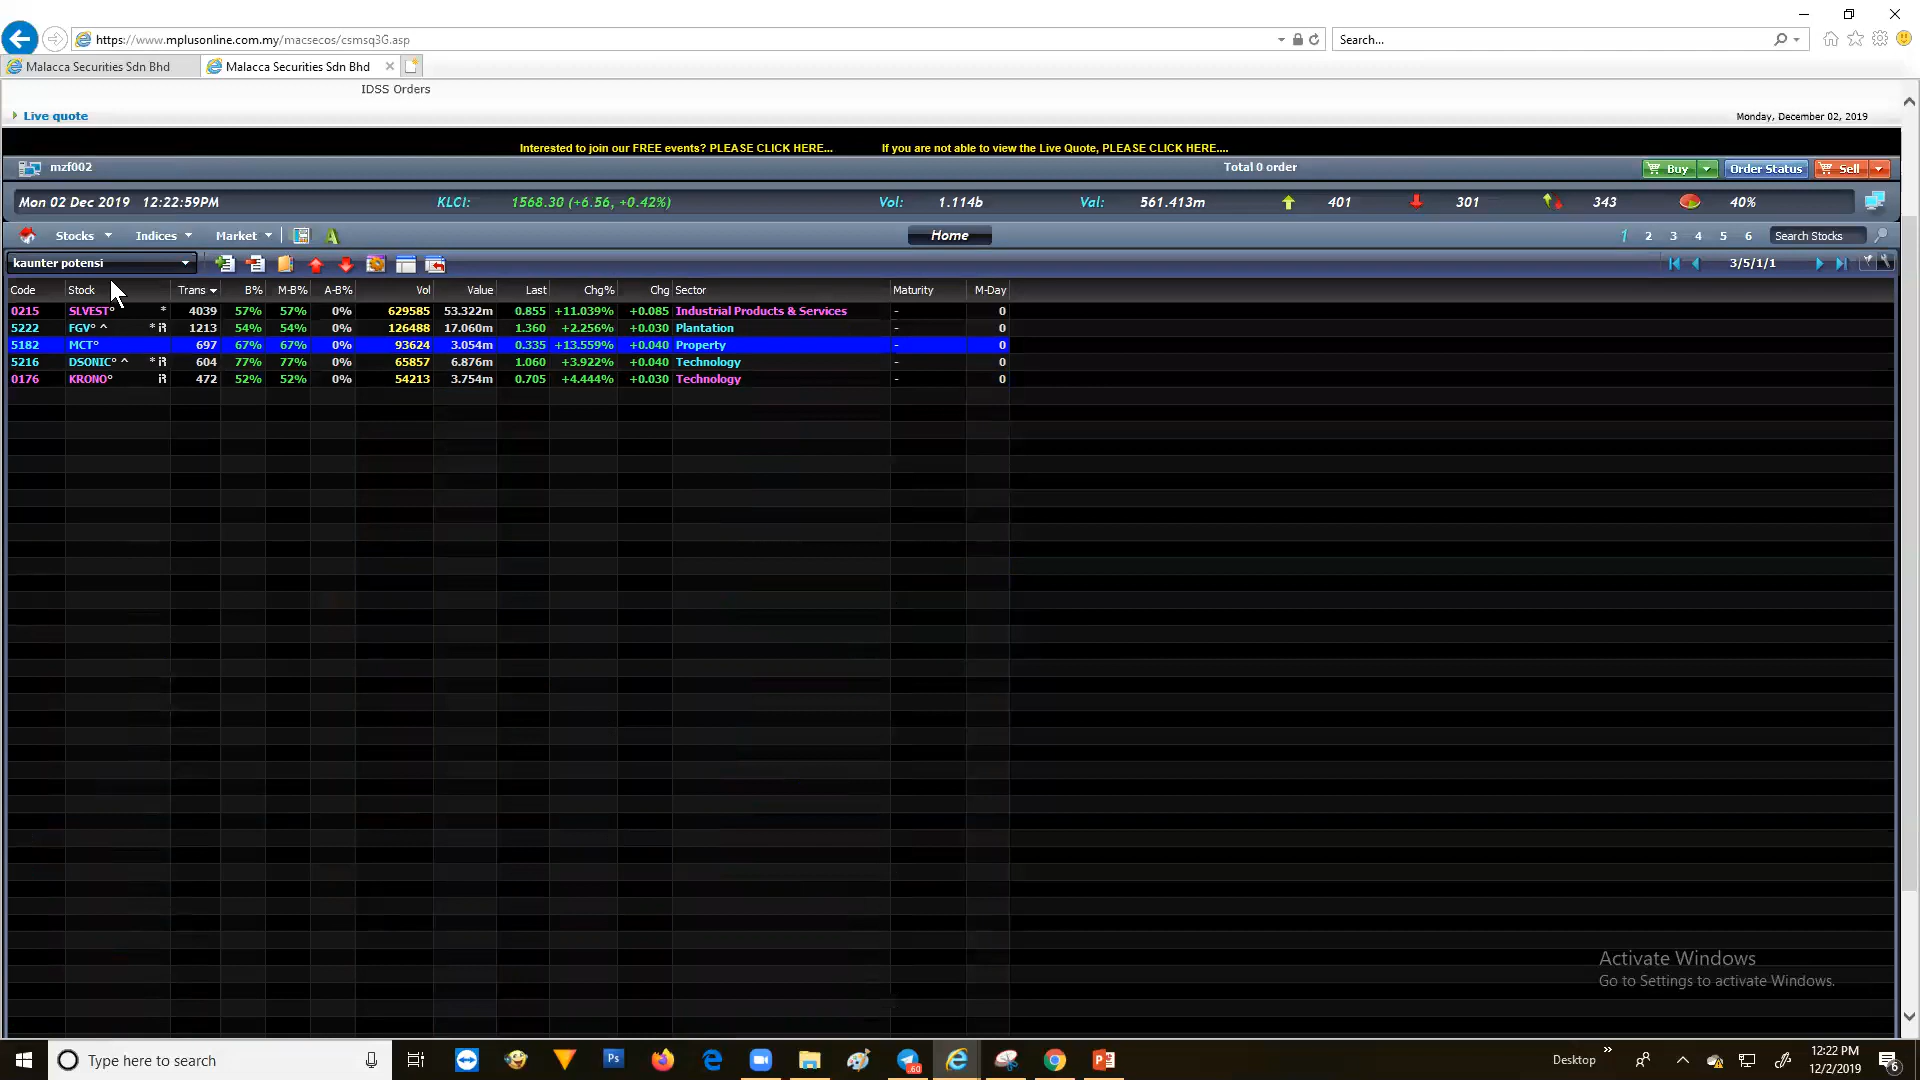 https://www.mplusonline.com.my/macsecos/csmsq3G.asp Search...
Malacca Securities Sdn Bhd Malacca Securities Sdn Bhd
IDSS Orders
Live quote Monday, December 02, 2019
Interested to join our FREE events? PLEASE CLICK HERE... If you are not able to view the Live Quote, PLEASE CLICK HERE....
mzf002 Total 0 order Buy Order Status Sell
Mon 02 Dec 2019 12:22:59PM KLCI: 1568.30 (+6.56, +0.42%) Vol: 1.114b Val: 561.413m 401 301 343 40%
Stocks Indices Market A Home 1 2 3 4 5 6 Search Stocks
kaunter potensi 3/5/1/1
Code Stock Trans B% M-B% A-B% Vol Value Last Chg% Chg Sector Maturity M-Day
0215 SLVEST° * 4039 57% 57% 0% 629585 53.322m 0.855 +11.039% +0.085 Industrial Products & Services - 0
5222 FGV° ^ * iR 1213 54% 54% 0% 126488 17.060m 1.360 +2.256% +0.030 Plantation - 0
5182 MCT° 697 67% 67% 0% 93624 3.054m 0.335 +13.559% +0.040 Property - 0
5216 DSONIC° ^ * iR 604 77% 77% 0% 65857 6.876m 1.060 +3.922% +0.040 Technology - 0
0176 KRONO° iR 472 52% 52% 0% 54213 3.754m 0.705 +4.444% +0.030 Technology - 0
Activate Windows
Go to Settings to activate Windows.
Type here to search Ps 60 Desktop 12:22 PM
12/2/2019 6